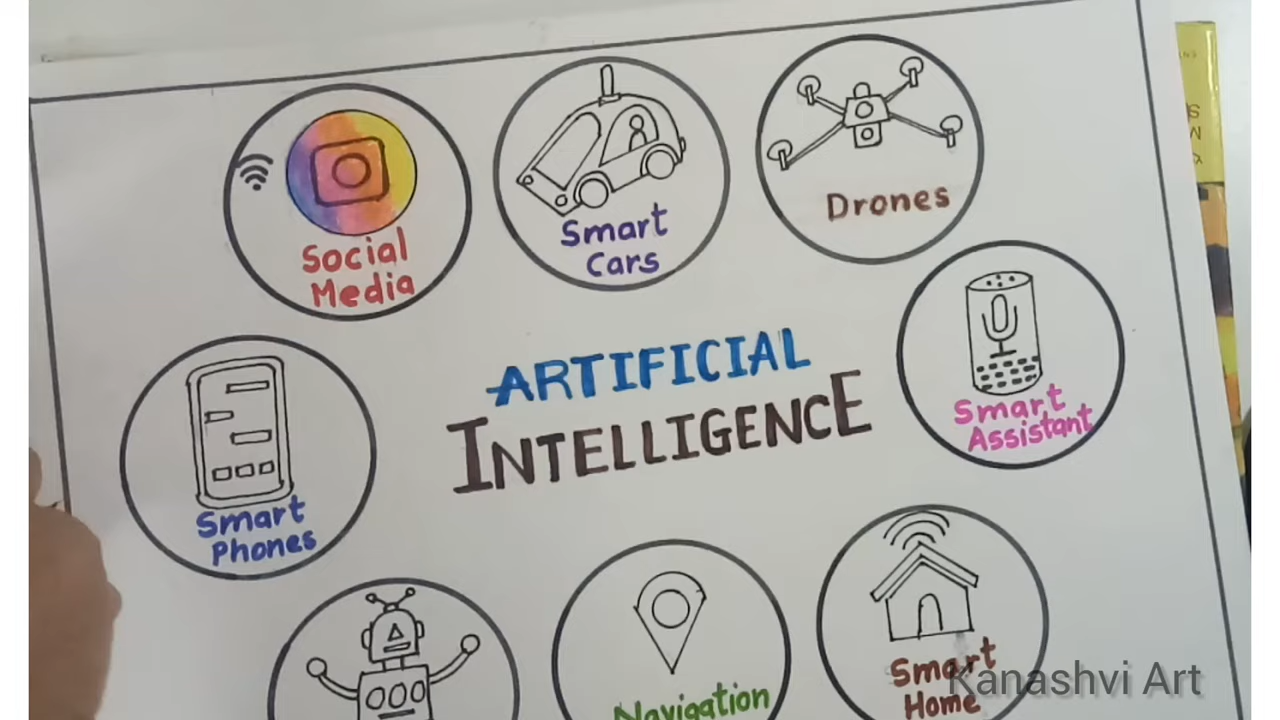 Social
Media
Smart
Cars
Drones
ARTIFICIAL
INTELLIGENCE
Smart
Assistant
Smart
Phones
Navigation
Smart
Home
Kanashvi Art